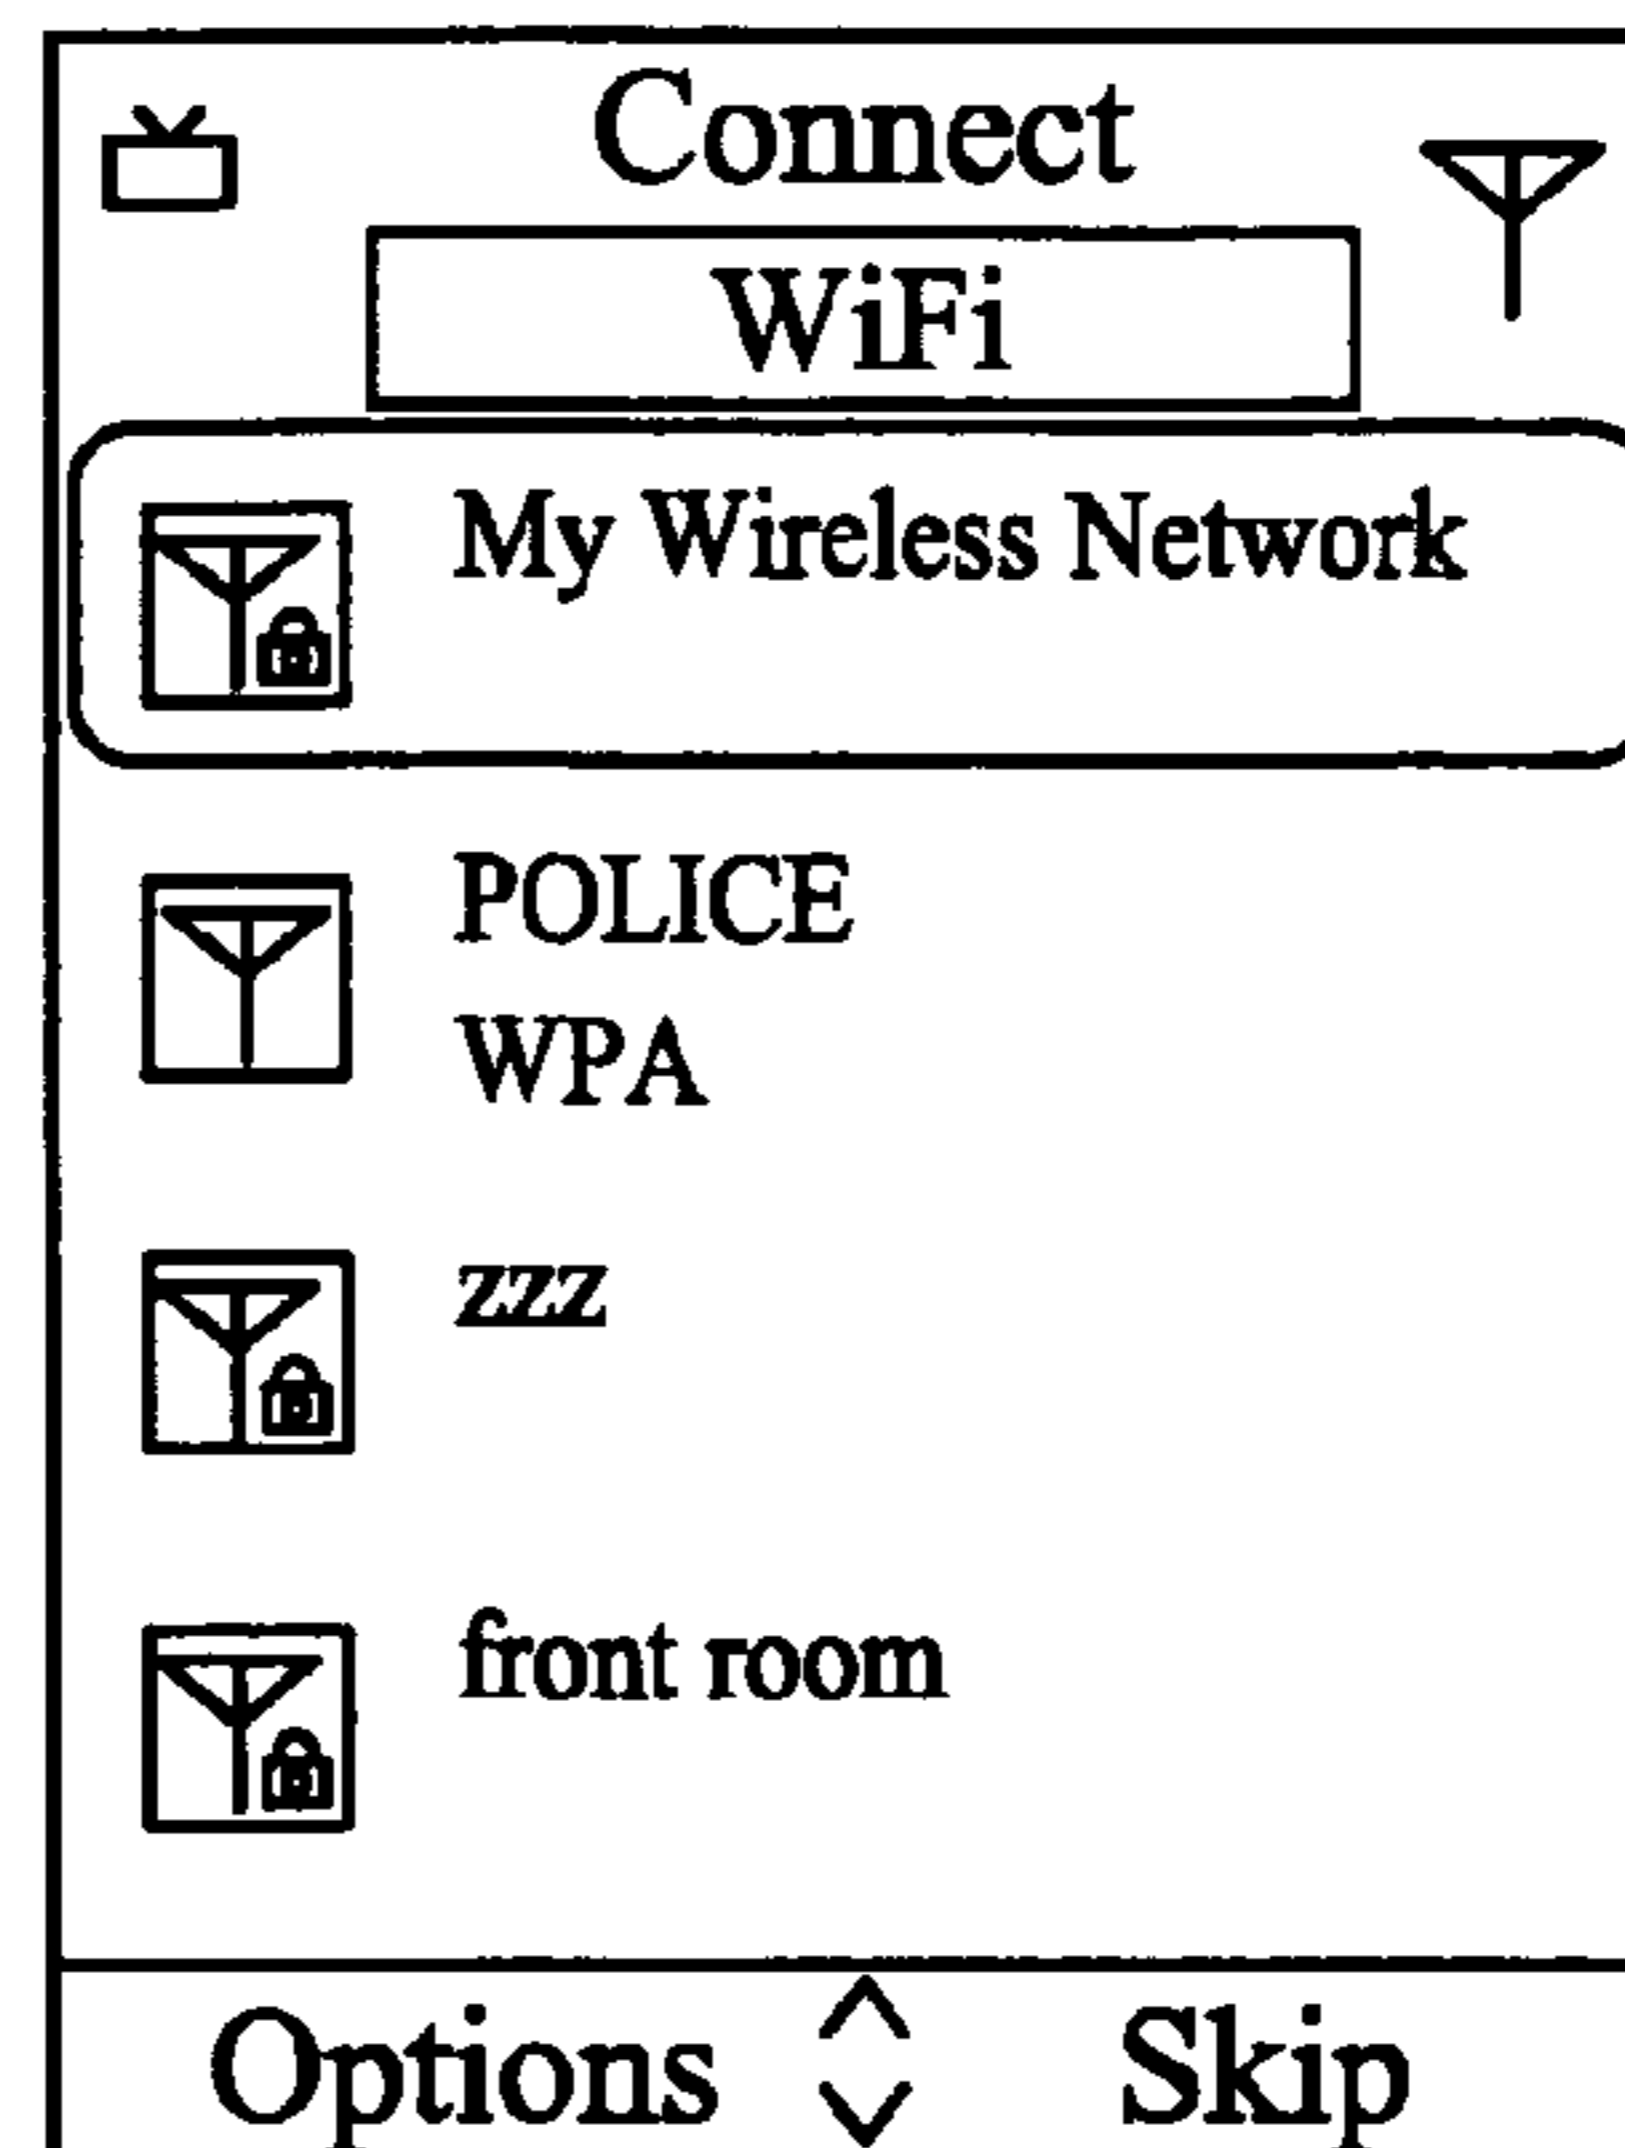 Connect
WiFi
My Wireless Network
POLICE
WPA
zzz
front room
Options
Skip